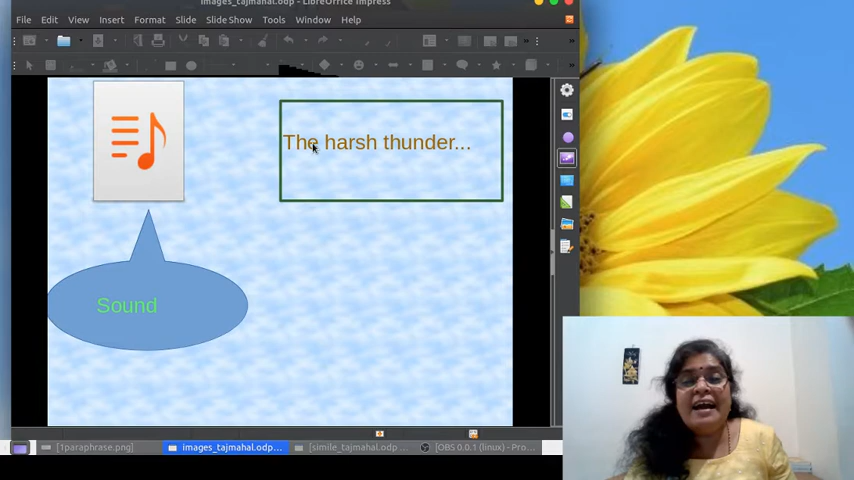 images_tajmahal.odp - LibreOffice Impress
File Edit View Insert Format Slide Slide Show Tools Window Help
The harsh thunder...
Sound
[1paraphrase.png] images_tajmahal.odp... [simile_tajmahal.odp ... [OBS 0.0.1 (linux) - Pro...